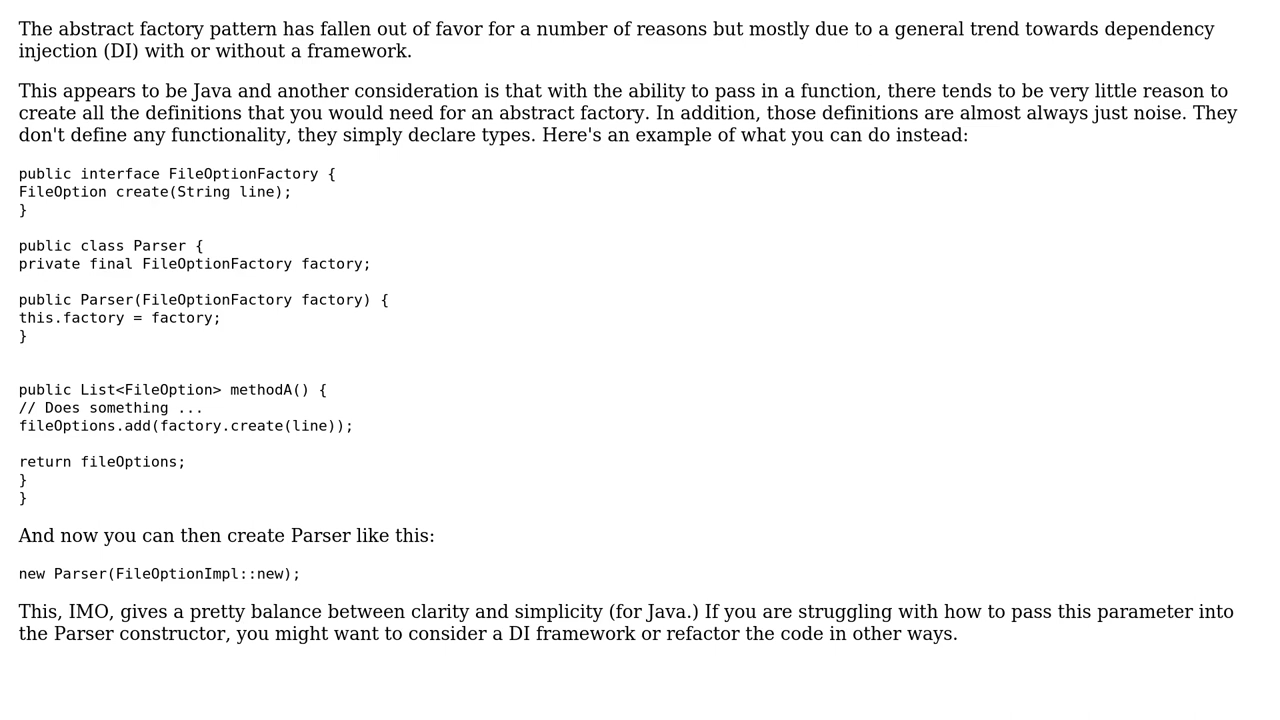 The abstract factory pattern has fallen out of favor for a number of reasons but mostly due to a general trend towards dependency
injection (DI) with or without a framework.
This appears to be Java and another consideration is that with the ability to pass in a function, there tends to be very little reason to
create all the definitions that you would need for an abstract factory. In addition, those definitions are almost always just noise. They
don't define any functionality, they simply declare types. Here's an example of what you can do instead:
public interface FileOptionFactory {
FileOption create(String line);
}
public class Parser {
private final FileOptionFactory factory;
public Parser(FileOptionFactory factory) {
this.factory = factory;
}
public List<FileOption> methodA() {
// Does something ...
fileOptions.add(factory.create(line));
return fileOptions;
}
}
And now you can then create Parser like this:
new Parser(FileOptionImpl::new);
This, IMO, gives a pretty balance between clarity and simplicity (for Java.) If you are struggling with how to pass this parameter into
the Parser constructor, you might want to consider a DI framework or refactor the code in other ways.